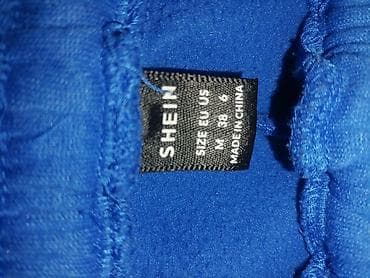 SHEIN
SIZE EU US
M 38 6
MADE IN CHINA